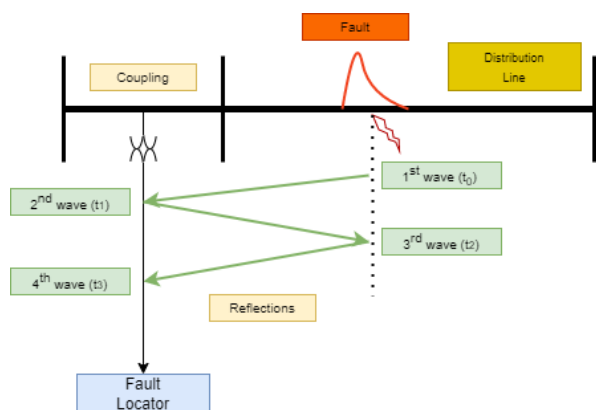 Fault
Distribution
Line
Coupling
1st wave (t0)
2nd wave (t1)
3rd wave (t2)
4th wave (t3)
Reflections
Fault
Locator